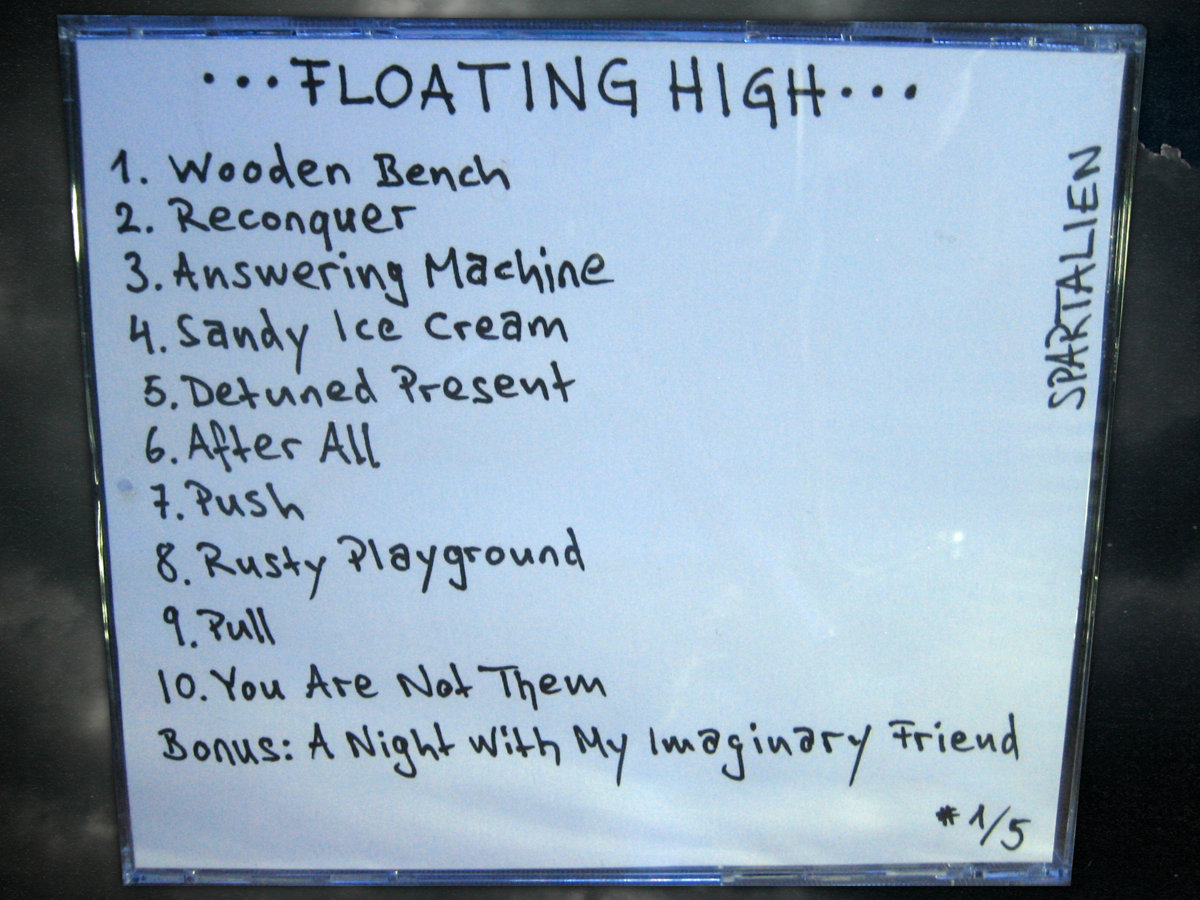 ...FLOATING HIGH...
1. Wooden Bench
2. Reconquer
3. Answering Machine
4. Sandy Ice Cream
5. Detuned Present
6. After All
7. Push
8. Rusty Playground
9. Pull
10. You Are Not Them
Bonus: A Night With My Imaginary Friend
#1/5
SPARTALIEN